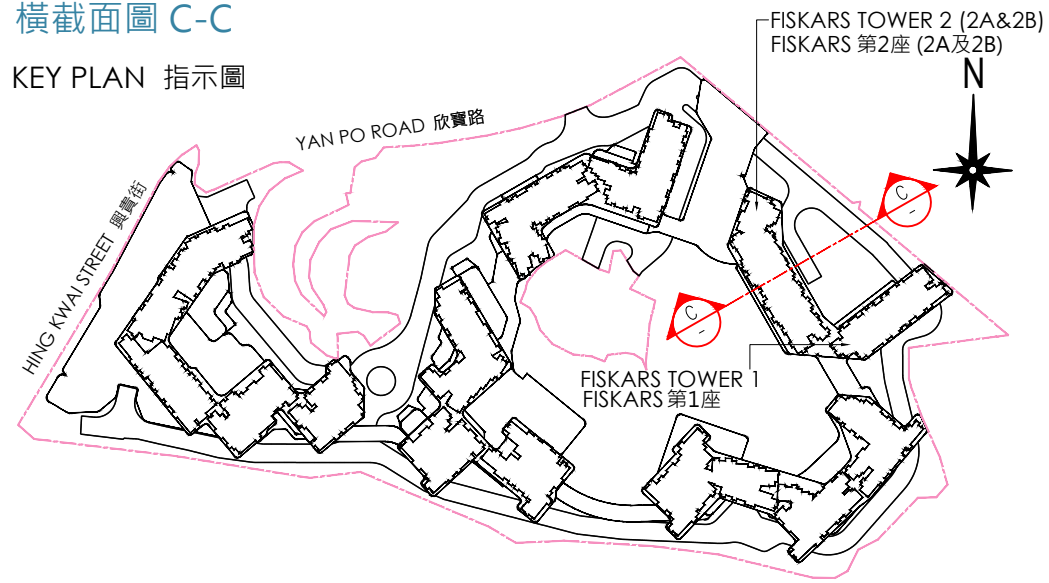 橫截面圖 C-C
KEY PLAN 指示圖
FISKARS TOWER 2 (2A&2B)
FISKARS 第2座 (2A及2B)
N
YAN PO ROAD 欣寶路
HING KWAI STREET 興貴街
C
-
C
-
FISKARS TOWER 1
FISKARS 第1座